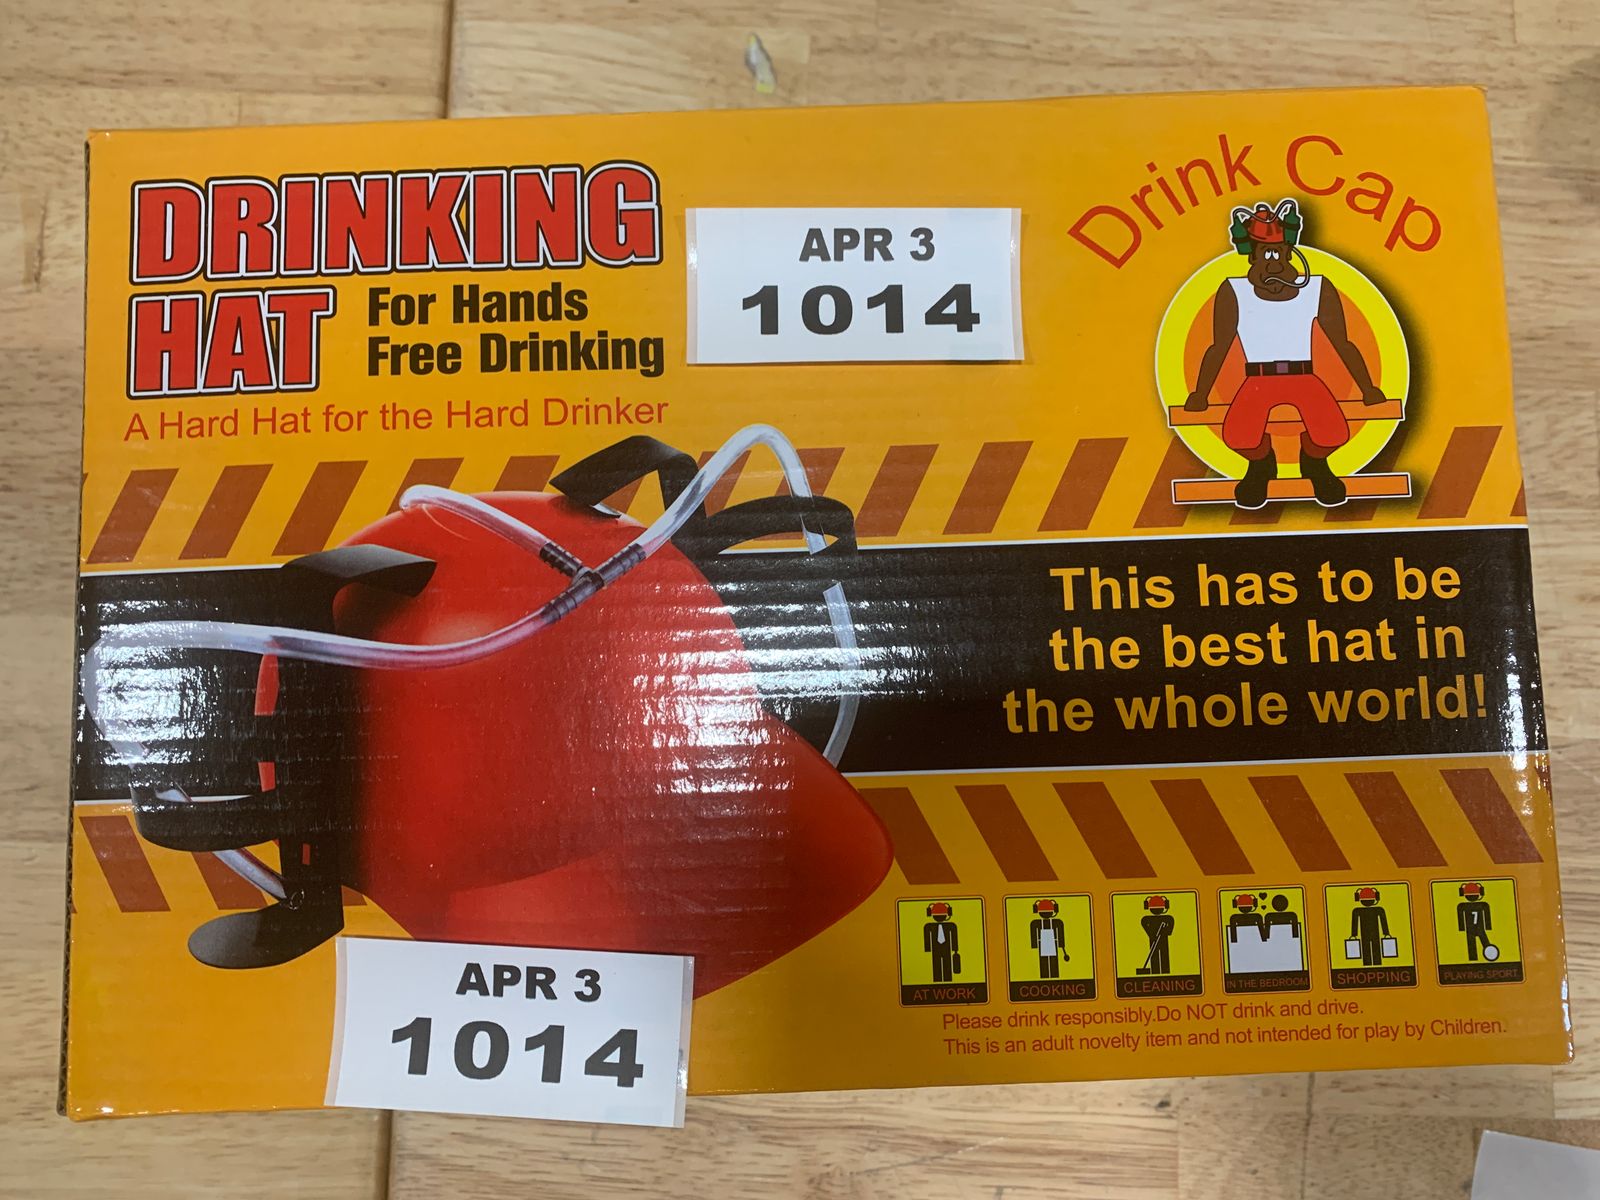 DRINKING
HAT
For Hands
Free Drinking
A Hard Hat for the Hard Drinker
APR 3
1014
Drink Cap
This has to be
the best hat in
the whole world!
7
AT WORK
COOKING
CLEANING
IN THE BEDROOM
SHOPPING
PLAYING SPORT
Please drink responsibly.Do NOT drink and drive.
This is an adult novelty item and not intended for play by Children.
APR 3
1014